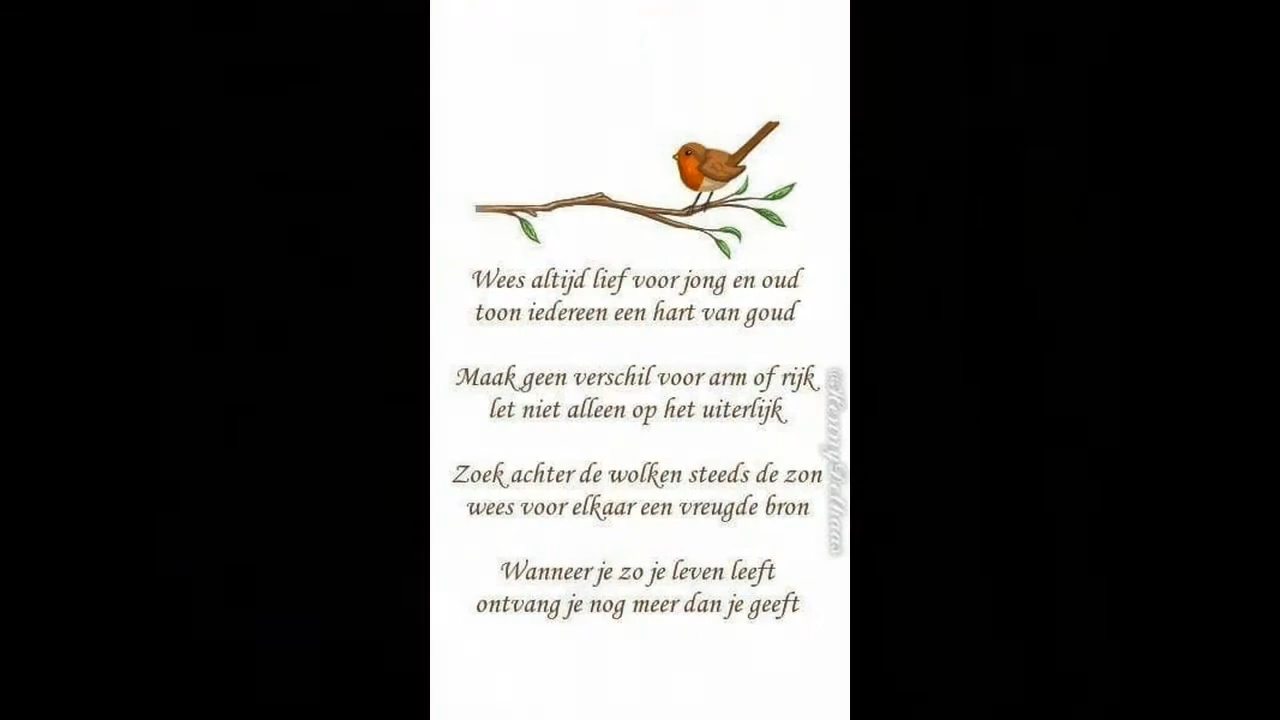 Wees altijd lief voor jong en oud
toon iedereen een hart van goud
Maak geen verschil voor arm of rijk
let niet alleen op het uiterlijk
Zoek achter de wolken steeds de zon
wees voor elkaar een vreugde bron
Wanneer je zo je leven leeft
ontvang je nog meer dan je geeft